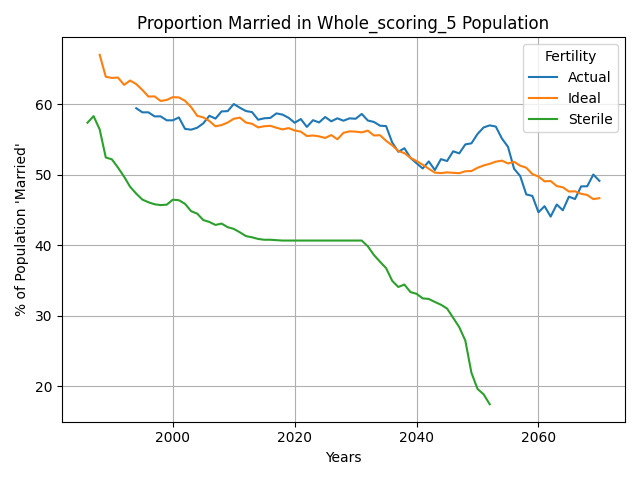 Proportion Married in Whole_scoring_5 Population
Fertility
Actual
Ideal
Sterile
% of Population 'Married'
60
50
40
30
20
2000
2020
2040
2060
Years